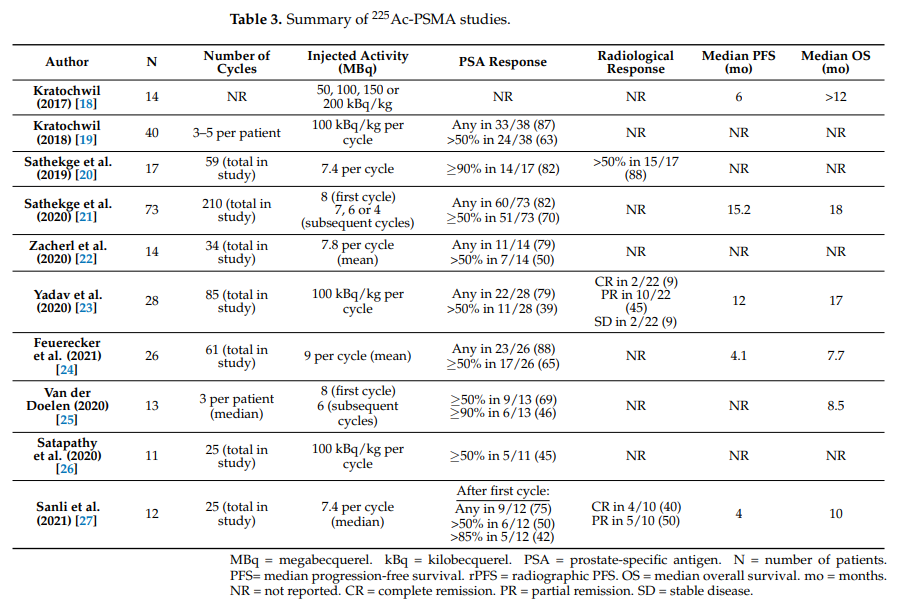 Table 3. Summary of 225Ac-PSMA studies.
Author N Number of Cycles Injected Activity (MBq) PSA Response Radiological Response Median PFS (mo) Median OS (mo)
Kratochwil (2017) [18] 14 NR 50, 100, 150 or 200 kBq/kg NR NR 6 >12
Kratochwil (2018) [19] 40 3–5 per patient 100 kBq/kg per cycle Any in 33/38 (87) >50% in 24/38 (63) NR NR NR
Sathekge et al. (2019) [20] 17 59 (total in study) 7.4 per cycle ≥90% in 14/17 (82) >50% in 15/17 (88) NR NR
Sathekge et al. (2020) [21] 73 210 (total in study) 8 (first cycle) 7, 6 or 4 (subsequent cycles) Any in 60/73 (82) ≥50% in 51/73 (70) NR 15.2 18
Zacherl et al. (2020) [22] 14 34 (total in study) 7.8 per cycle (mean) Any in 11/14 (79) >50% in 7/14 (50) NR NR NR
Yadav et al. (2020) [23] 28 85 (total in study) 100 kBq/kg per cycle Any in 22/28 (79) >50% in 11/28 (39) CR in 2/22 (9) PR in 10/22 (45) SD in 2/22 (9) 12 17
Feuerecker et al. (2021) [24] 26 61 (total in study) 9 per cycle (mean) Any in 23/26 (88) ≥50% in 17/26 (65) NR 4.1 7.7
Van der Doelen (2020) [25] 13 3 per patient (median) 8 (first cycle) 6 (subsequent cycles) ≥50% in 9/13 (69) ≥90% in 6/13 (46) NR NR 8.5
Satapathy et al. (2020) [26] 11 25 (total in study) 100 kBq/kg per cycle ≥50% in 5/11 (45) NR NR NR
Sanli et al. (2021) [27] 12 25 (total in study) 7.4 per cycle (median) After first cycle: Any in 9/12 (75) >50% in 6/12 (50) >85% in 5/12 (42) CR in 4/10 (40) PR in 5/10 (50) 4 10
MBq = megabecquerel. kBq = kilobecquerel. PSA = prostate-specific antigen. N = number of patients.
PFS= median progression-free survival. rPFS = radiographic PFS. OS = median overall survival. mo = months.
NR = not reported. CR = complete remission. PR = partial remission. SD = stable disease.